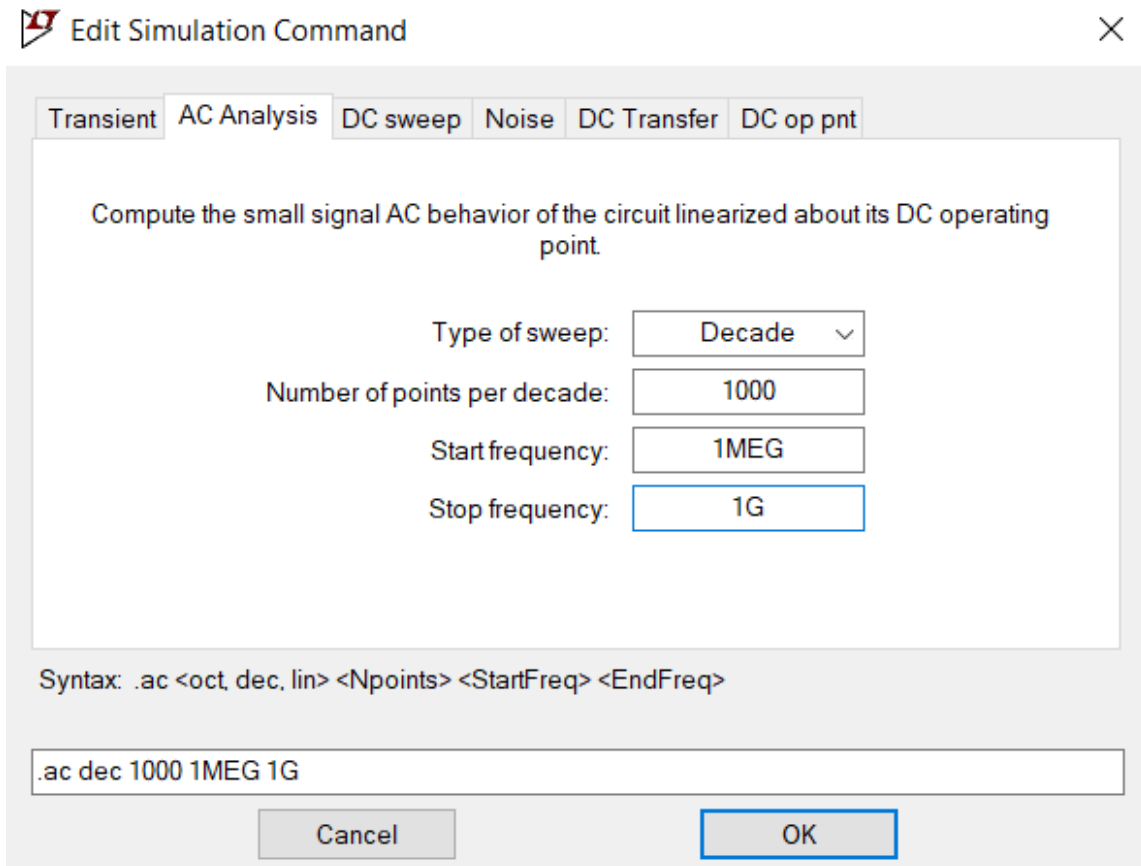 Edit Simulation Command
Transient AC Analysis DC sweep Noise DC Transfer DC op pnt
Compute the small signal AC behavior of the circuit linearized about its DC operating
point.
Type of sweep: Decade
Number of points per decade: 1000
Start frequency: 1MEG
Stop frequency: 1G
Syntax: .ac <oct, dec, lin> <Npoints> <StartFreq> <EndFreq>
.ac dec 1000 1MEG 1G
Cancel OK